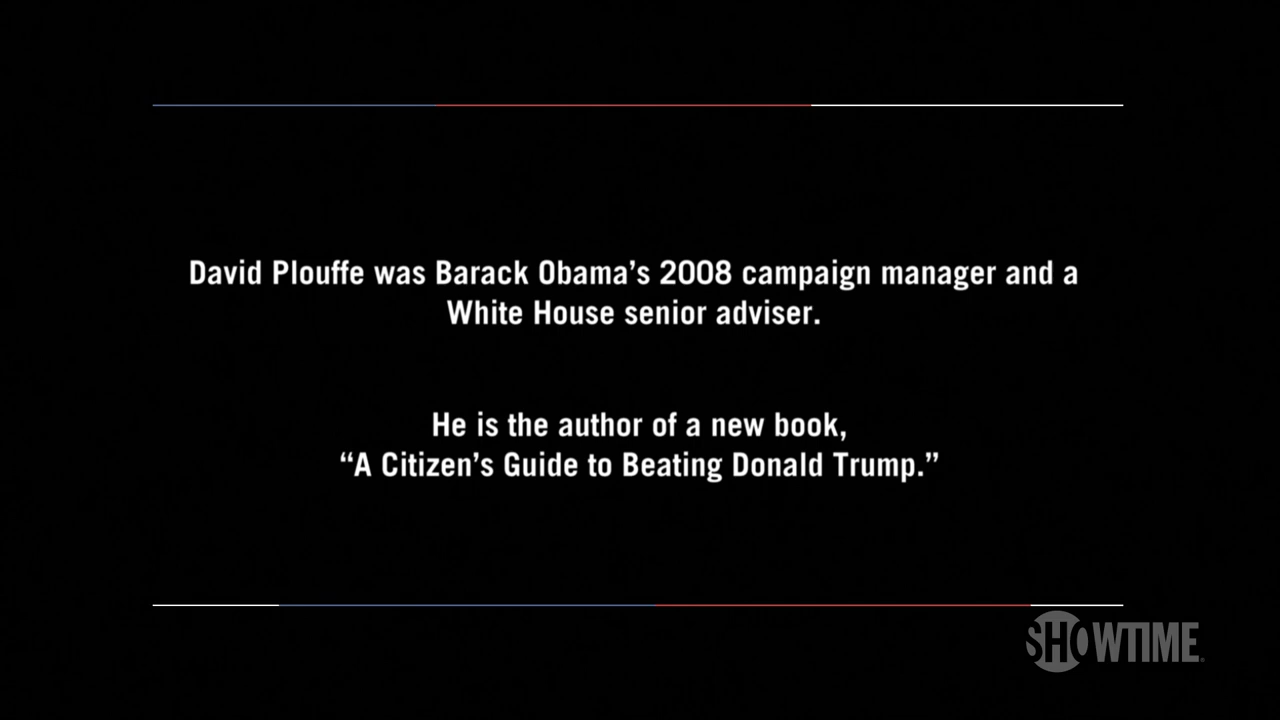 David Plouffe was Barack Obama’s 2008 campaign manager and a
White House senior adviser.
He is the author of a new book,
“A Citizen’s Guide to Beating Donald Trump.”
SHOWTIME